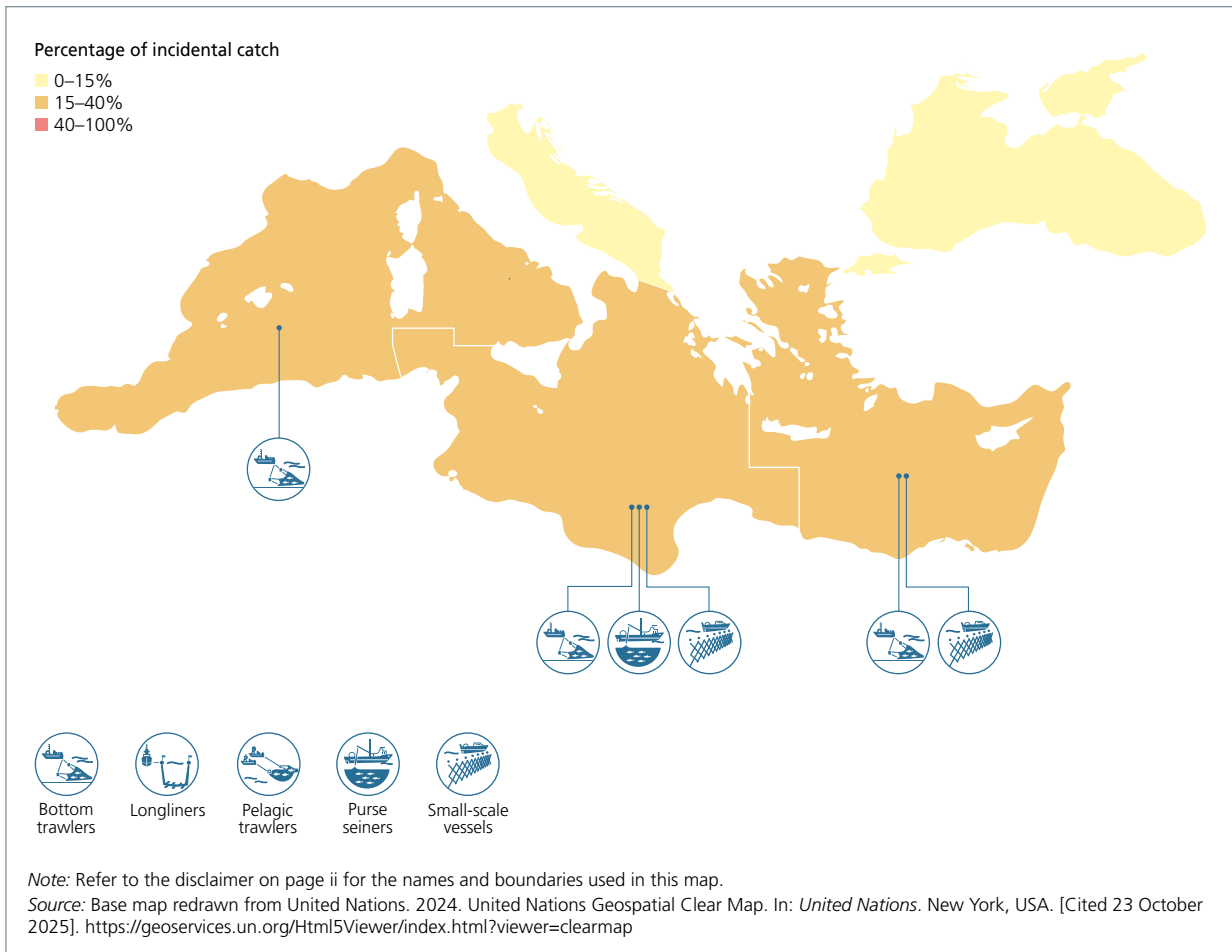 Percentage of incidental catch
0–15%
15–40%
40–100%
Bottom
trawlers
Longliners
Pelagic
trawlers
Purse
seiners
Small-scale
vessels
Note: Refer to the disclaimer on page ii for the names and boundaries used in this map.
Source: Base map redrawn from United Nations. 2024. United Nations Geospatial Clear Map. In: United Nations. New York, USA. [Cited 23 October
2025]. https://geoservices.un.org/Html5Viewer/index.html?viewer=clearmap